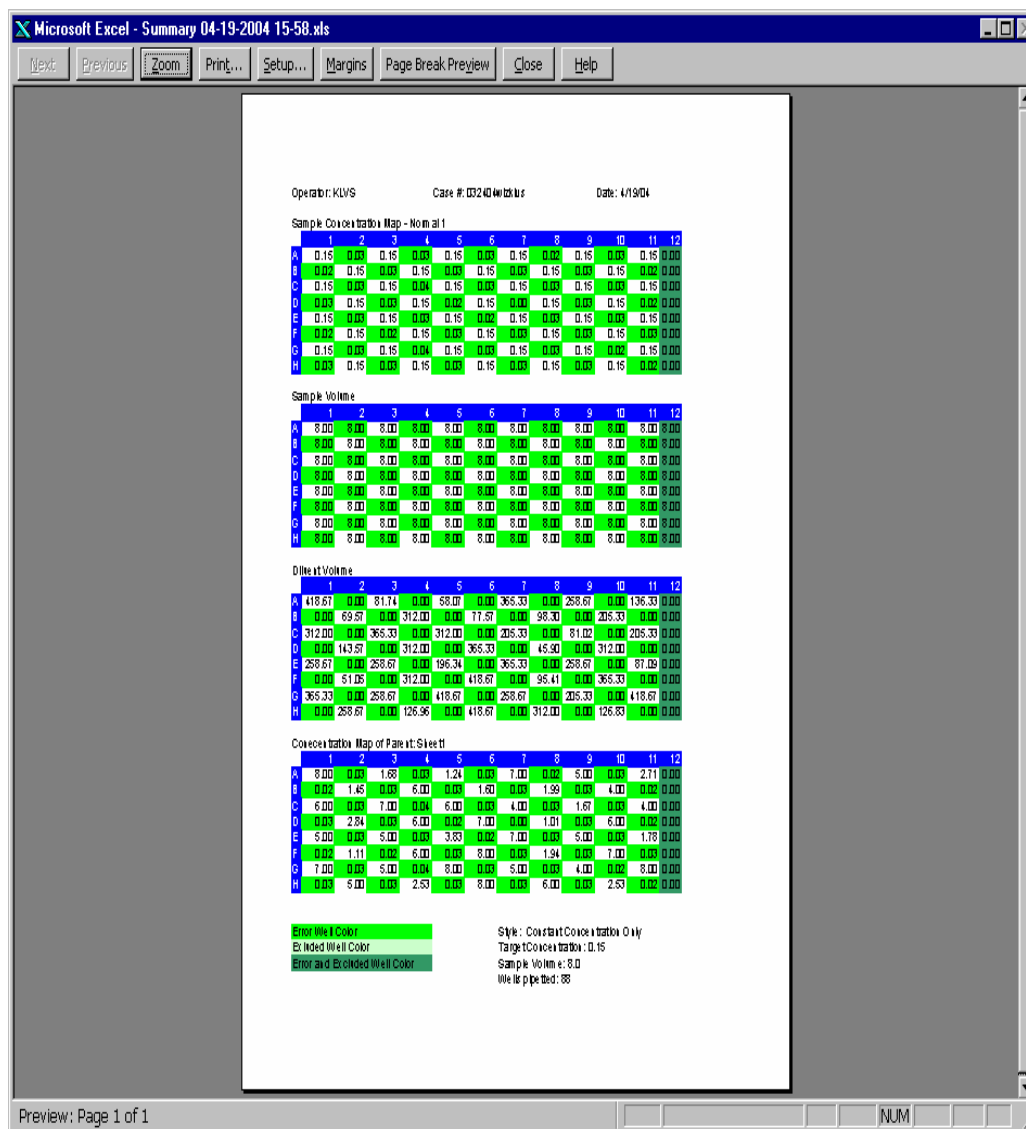 Microsoft Excel - Summary 04-19-2004 15-58.xls
Next Previous Zoom Print... Setup... Margins Page Break Preview Close Help
Operator: KLVS Case #: 032404wtzklus Date: 4/19/04
Sample Concentration Map - Normal 1
1 2 3 4 5 6 7 8 9 10 11 12
A 0.15 0.03 0.15 0.03 0.15 0.03 0.15 0.02 0.15 0.03 0.15 0.00
B 0.02 0.15 0.03 0.15 0.03 0.15 0.03 0.15 0.03 0.15 0.02 0.00
C 0.15 0.03 0.15 0.04 0.15 0.03 0.15 0.03 0.15 0.03 0.15 0.00
D 0.03 0.15 0.03 0.15 0.02 0.15 0.00 0.15 0.03 0.15 0.02 0.00
E 0.15 0.03 0.15 0.03 0.15 0.02 0.15 0.03 0.15 0.03 0.15 0.00
F 0.02 0.15 0.02 0.15 0.03 0.15 0.03 0.15 0.03 0.15 0.03 0.00
G 0.15 0.03 0.15 0.04 0.15 0.03 0.15 0.03 0.15 0.02 0.15 0.00
H 0.03 0.15 0.03 0.15 0.03 0.15 0.03 0.15 0.03 0.15 0.02 0.00
Sample Volume
1 2 3 4 5 6 7 8 9 10 11 12
A 8.00 8.00 8.00 8.00 8.00 8.00 8.00 8.00 8.00 8.00 8.00 8.00
B 8.00 8.00 8.00 8.00 8.00 8.00 8.00 8.00 8.00 8.00 8.00 8.00
C 8.00 8.00 8.00 8.00 8.00 8.00 8.00 8.00 8.00 8.00 8.00 8.00
D 8.00 8.00 8.00 8.00 8.00 8.00 8.00 8.00 8.00 8.00 8.00 8.00
E 8.00 8.00 8.00 8.00 8.00 8.00 8.00 8.00 8.00 8.00 8.00 8.00
F 8.00 8.00 8.00 8.00 8.00 8.00 8.00 8.00 8.00 8.00 8.00 8.00
G 8.00 8.00 8.00 8.00 8.00 8.00 8.00 8.00 8.00 8.00 8.00 8.00
H 8.00 8.00 8.00 8.00 8.00 8.00 8.00 8.00 8.00 8.00 8.00 8.00
Diluent Volume
1 2 3 4 5 6 7 8 9 10 11 12
A 418.67 0.00 81.74 0.00 58.07 0.00 365.33 0.00 258.67 0.00 136.33 0.00
B 0.00 69.57 0.00 312.00 0.00 77.57 0.00 98.30 0.00 205.33 0.00 0.00
C 312.00 0.00 365.33 0.00 312.00 0.00 205.33 0.00 81.02 0.00 205.33 0.00
D 0.00 143.57 0.00 312.00 0.00 365.33 0.00 45.90 0.00 312.00 0.00 0.00
E 258.67 0.00 258.67 0.00 196.34 0.00 365.33 0.00 258.67 0.00 87.09 0.00
F 0.00 51.05 0.00 312.00 0.00 418.67 0.00 95.41 0.00 365.33 0.00 0.00
G 365.33 0.00 258.67 0.00 418.67 0.00 258.67 0.00 205.33 0.00 418.67 0.00
H 0.00 258.67 0.00 126.96 0.00 418.67 0.00 312.00 0.00 126.83 0.00 0.00
Conecentration Map of Parent: Sheet1
1 2 3 4 5 6 7 8 9 10 11 12
A 8.00 0.03 1.68 0.03 1.24 0.03 7.00 0.02 5.00 0.03 2.71 0.00
B 0.02 1.45 0.03 6.00 0.03 1.60 0.03 1.99 0.03 4.00 0.02 0.00
C 6.00 0.03 7.00 0.04 6.00 0.03 4.00 0.03 1.67 0.03 4.00 0.00
D 0.03 2.84 0.03 6.00 0.02 7.00 0.00 1.01 0.03 6.00 0.02 0.00
E 5.00 0.03 5.00 0.03 3.83 0.02 7.00 0.03 5.00 0.03 1.78 0.00
F 0.02 1.11 0.02 6.00 0.03 8.00 0.03 1.94 0.03 7.00 0.03 0.00
G 7.00 0.03 5.00 0.04 8.00 0.03 5.00 0.03 4.00 0.02 8.00 0.00
H 0.03 5.00 0.03 2.53 0.03 8.00 0.03 6.00 0.03 2.53 0.02 0.00
Error Well Color Style: Constant Concentration Only
Excluded Well Color Target Concentration: 0.15
Error and Excluded Well Color Sample Volume: 8.0
Wells pipetted: 88
Preview: Page 1 of 1 NUM